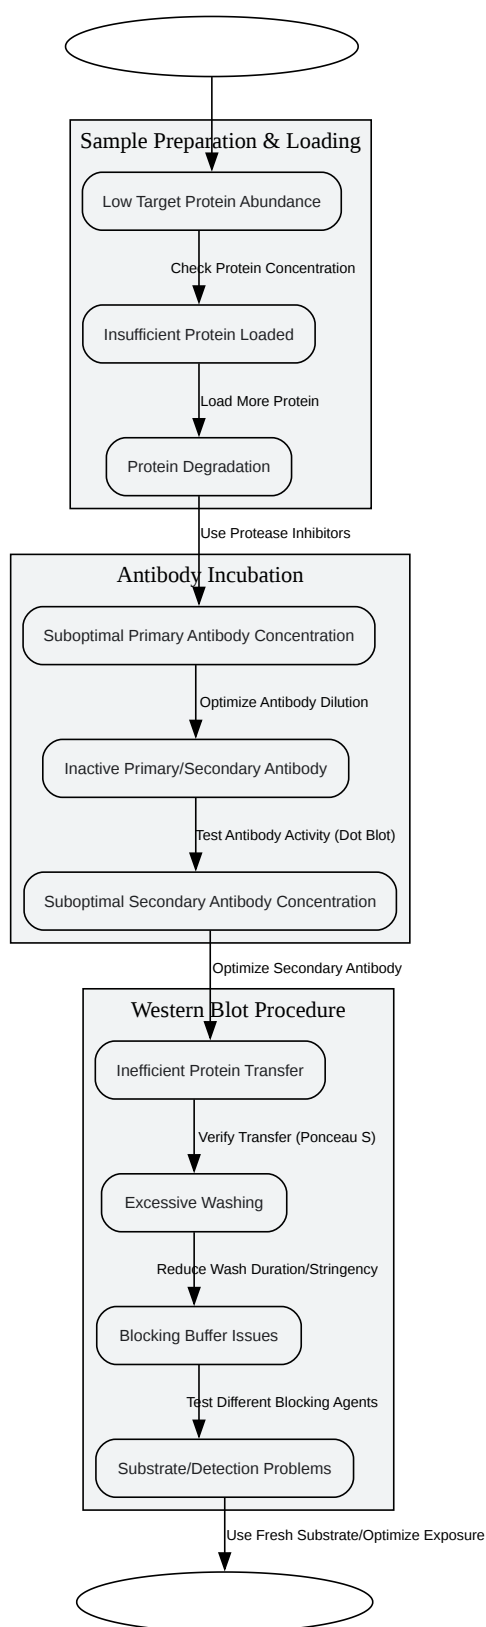 Sample Preparation & Loading
Low Target Protein Abundance
Check Protein Concentration
Insufficient Protein Loaded
Load More Protein
Protein Degradation
Use Protease Inhibitors
Antibody Incubation
Suboptimal Primary Antibody Concentration
Optimize Antibody Dilution
Inactive Primary/Secondary Antibody
Test Antibody Activity (Dot Blot)
Suboptimal Secondary Antibody Concentration
Optimize Secondary Antibody
Western Blot Procedure
Inefficient Protein Transfer
Verify Transfer (Ponceau S)
Excessive Washing
Reduce Wash Duration/Stringency
Blocking Buffer Issues
Test Different Blocking Agents
Substrate/Detection Problems
Use Fresh Substrate/Optimize Exposure